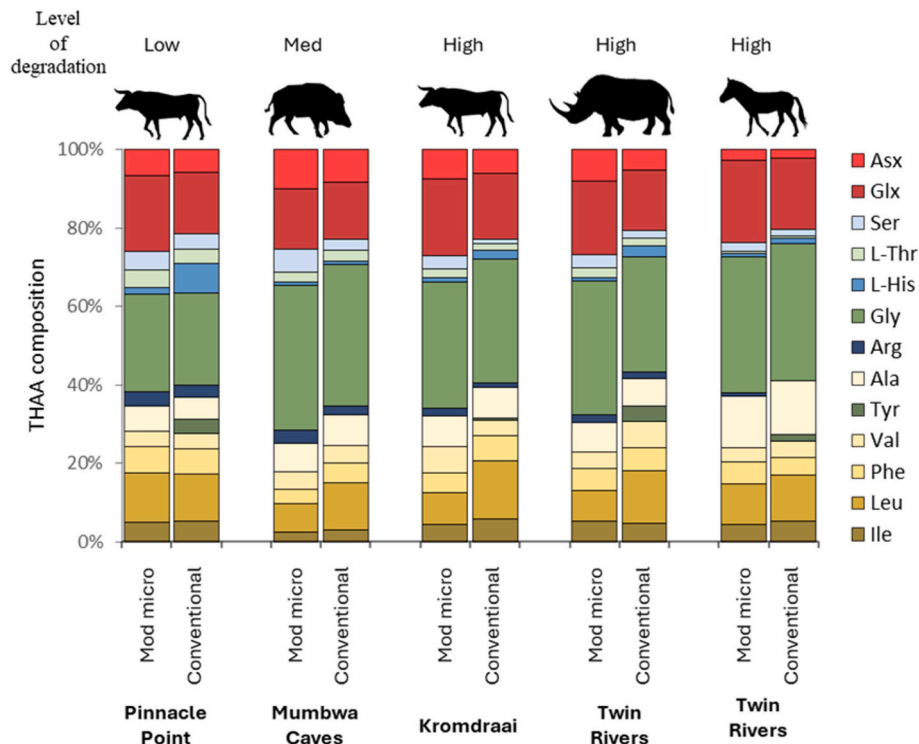 Level
of
degradation
Low
Med
High
High
High
100%
80%
60%
40%
20%
0%
THAA composition
Asx
Glx
Ser
L-Thr
L-His
Gly
Arg
Ala
Tyr
Val
Phe
Leu
Ile
Mod micro
Conventional
Mod micro
Conventional
Mod micro
Conventional
Mod micro
Conventional
Mod micro
Conventional
Pinnacle
Point
Mumbwa
Caves
Kromdraai
Twin
Rivers
Twin
Rivers